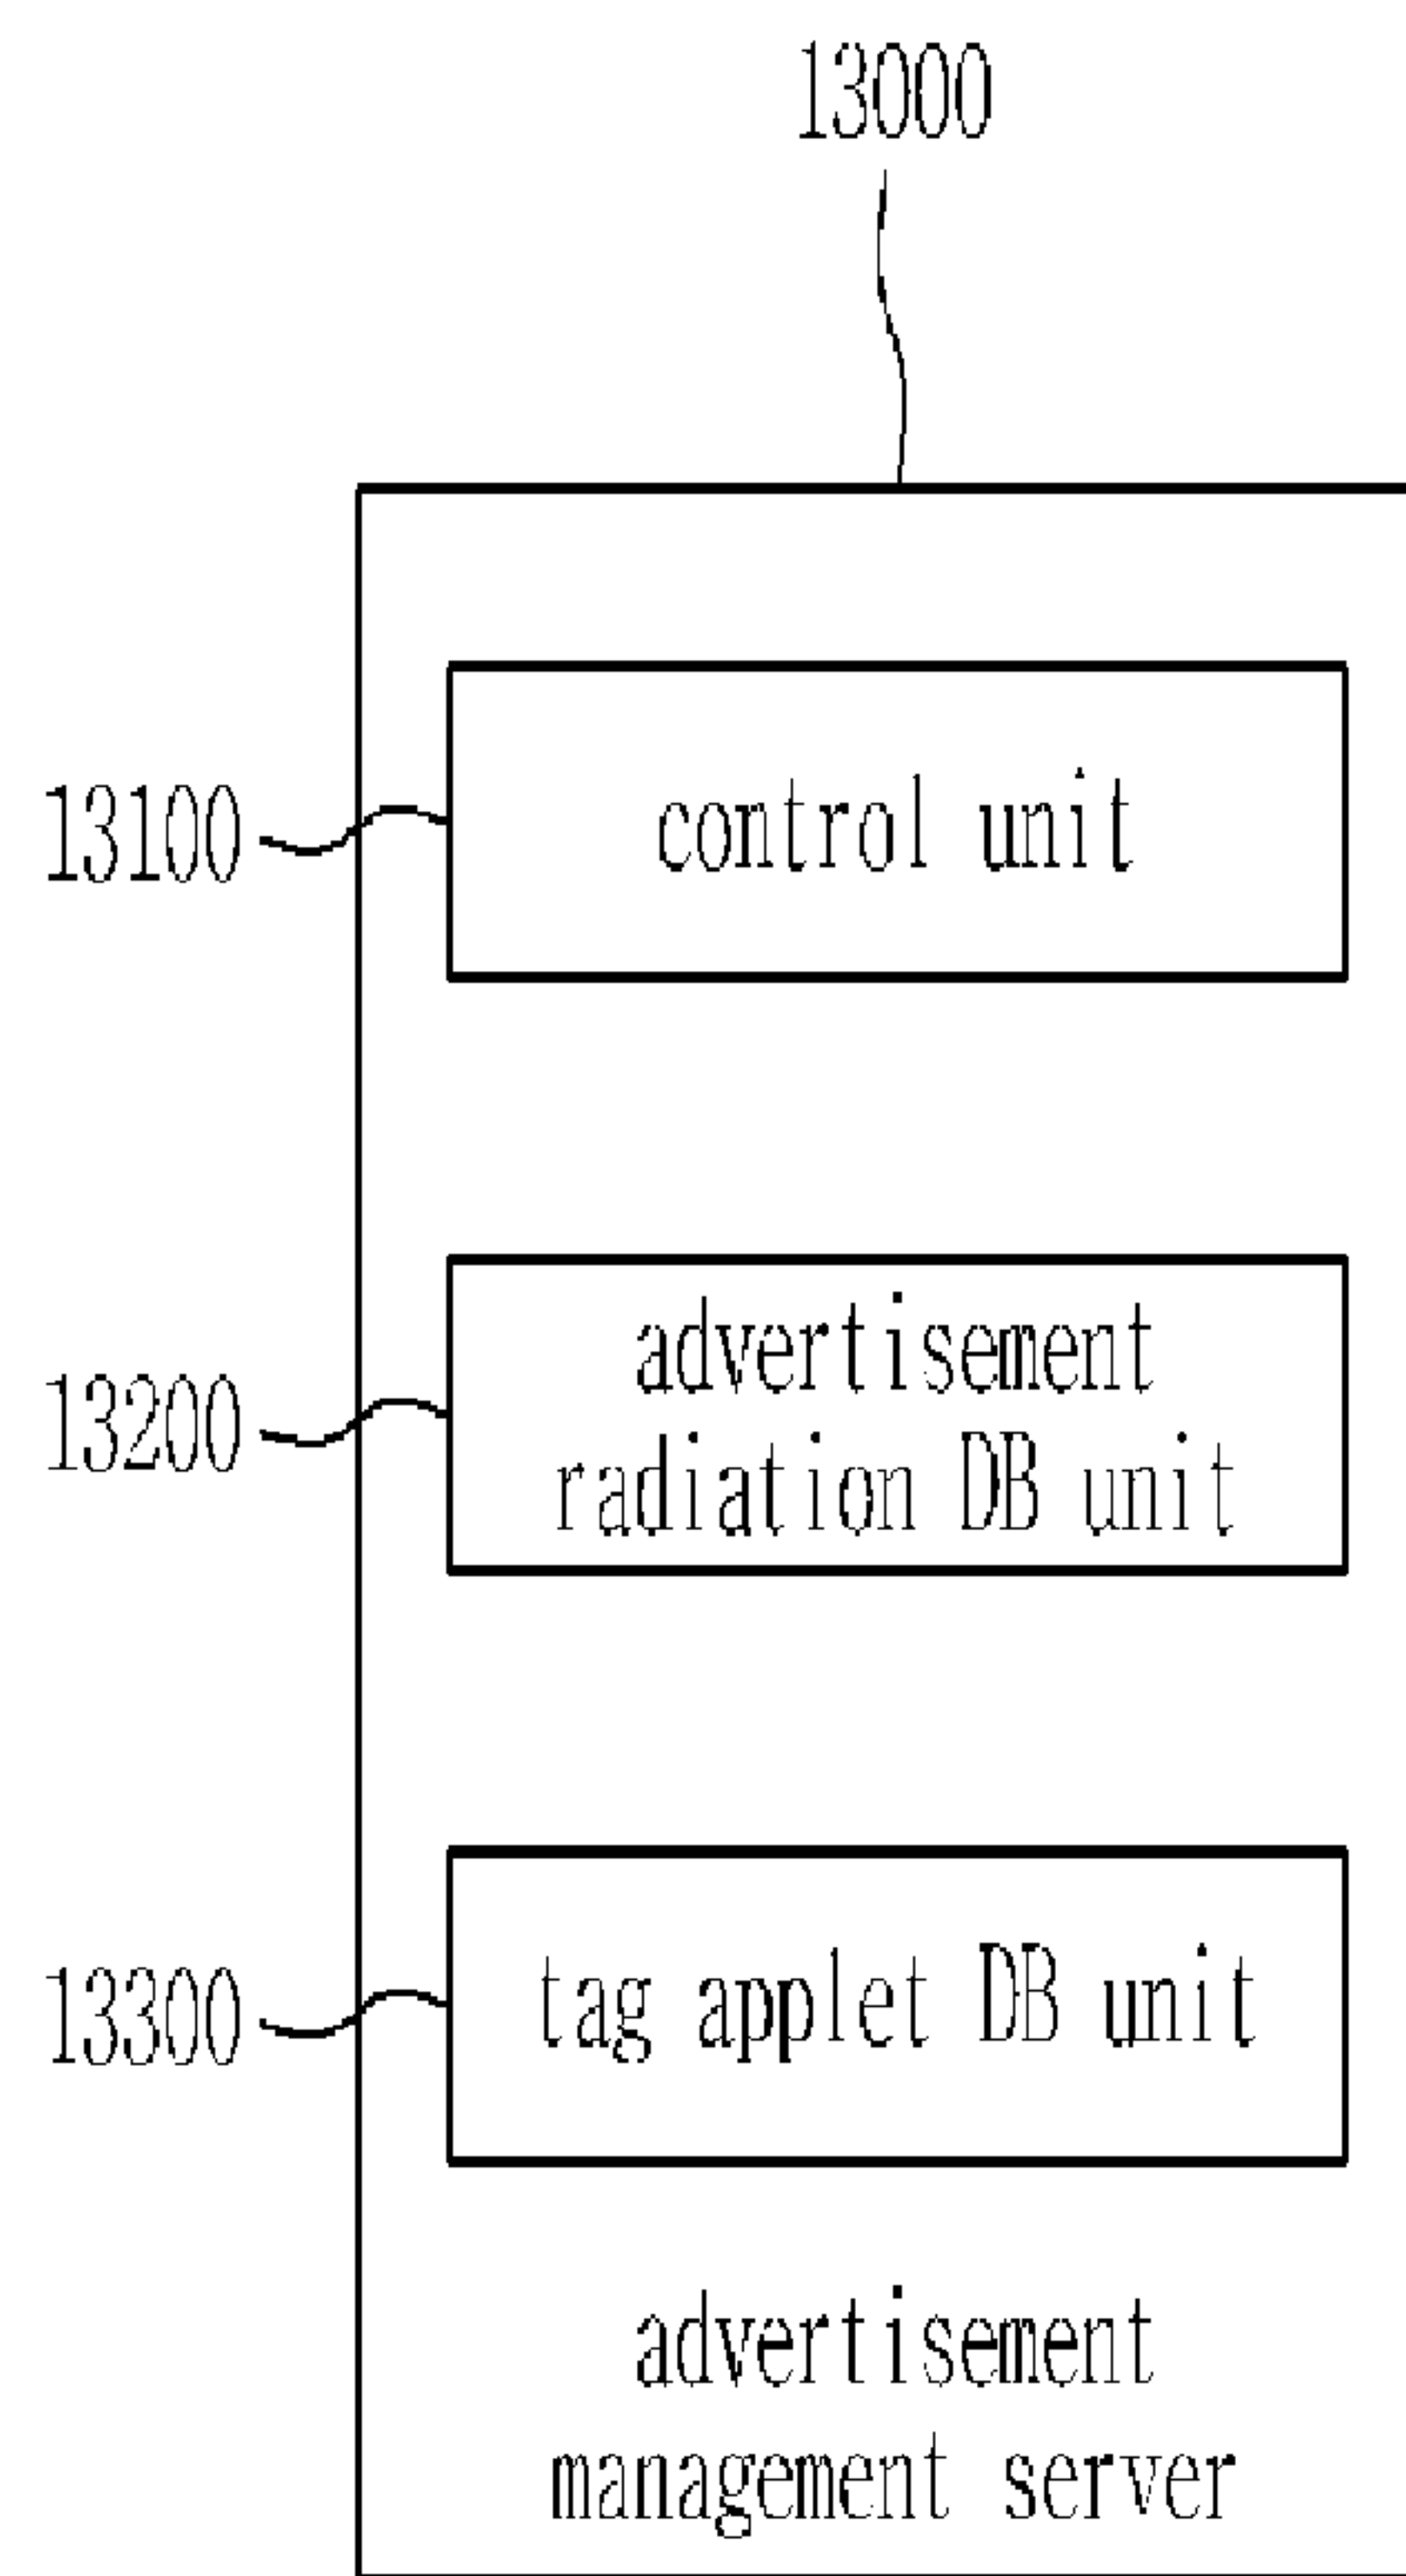 13000
13100
control unit
13200
advertisement
radiation DB unit
13300
tag applet DB unit
advertisement
management server